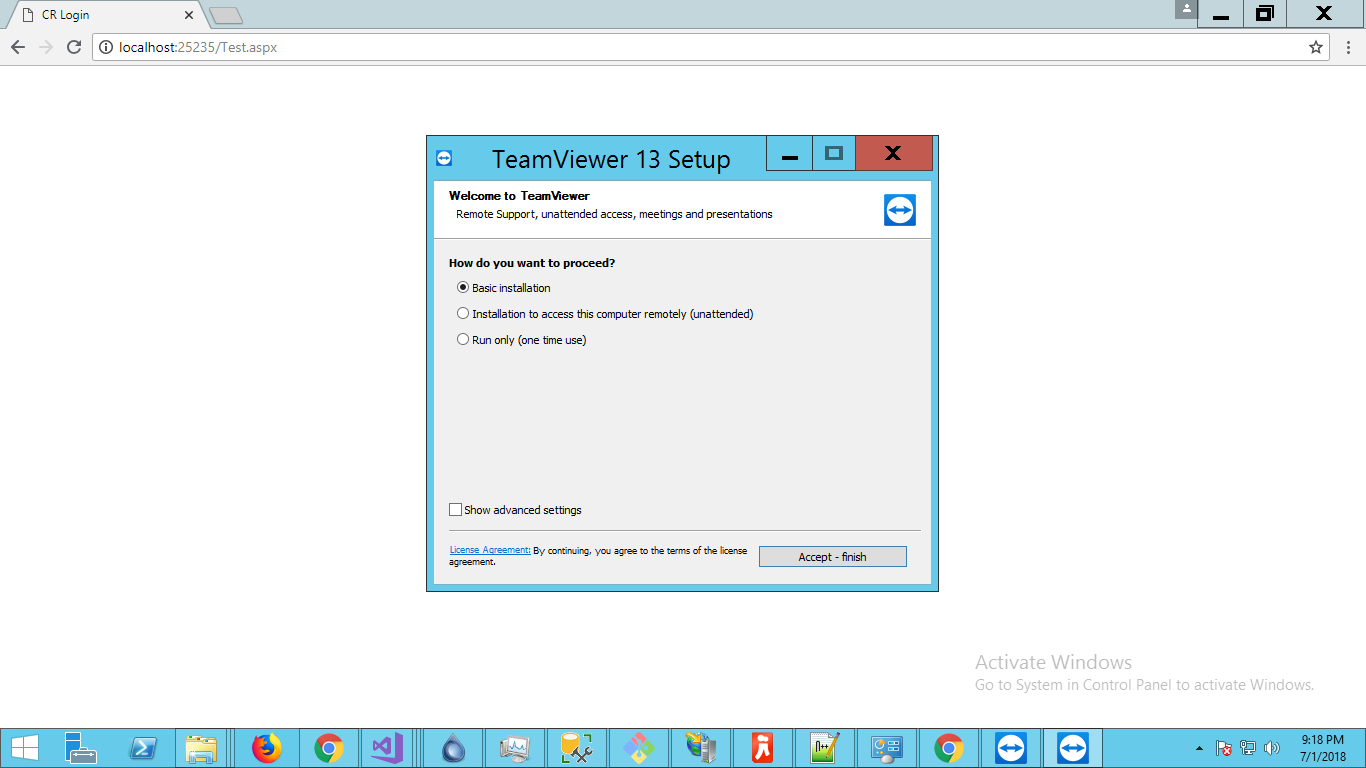 CR Login
localhost:25235/Test.aspx
TeamViewer 13 Setup
Welcome to TeamViewer
Remote Support, unattended access, meetings and presentations
How do you want to proceed?
Basic installation
Installation to access this computer remotely (unattended)
Run only (one time use)
Show advanced settings
License Agreement: By continuing, you agree to the terms of the license
agreement.
Accept - finish
Activate Windows
Go to System in Control Panel to activate Windows.
9:18 PM
7/1/2018